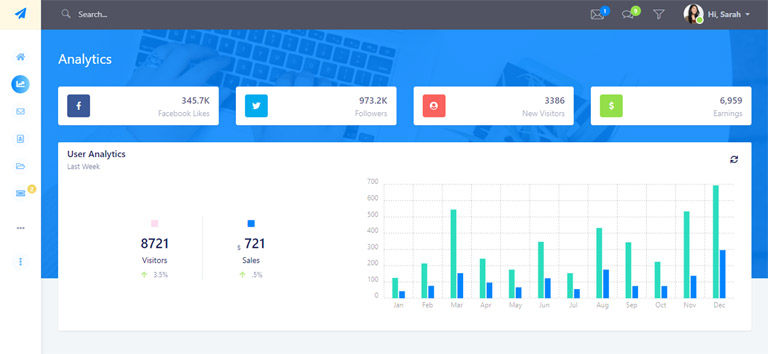 Search...
1
9
Hi, Sarah
Analytics
345.7K
Facebook Likes
973.2K
Followers
3386
New Visitors
$
6,959
Earnings
2
User Analytics
Last Week
8721
Visitors
3.5%
$ 721
Sales
.5%
700
600
500
400
300
200
100
0
Jan Feb Mar Apr May Jun Jul Aug Sep Oct Nov Dec